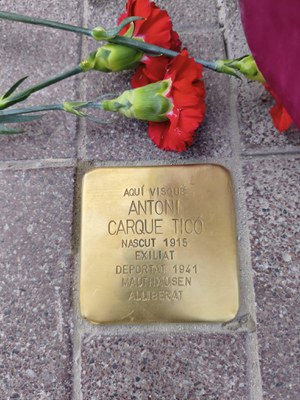 AQUÍ VISQUÉ
ANTONI
CARQUE TICÓ
NASCUT 1915
EXILIAT
DEPORTAT 1941
MAUTHAUSEN
ALLIBERAT